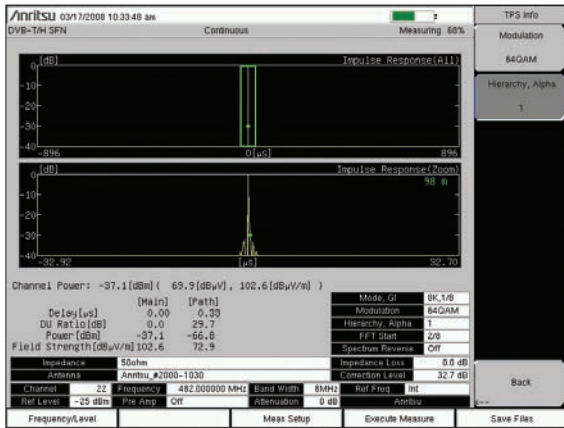 Anritsu 03/17/2008 10:33:48 am
TPS Info
DVB-T/H SFN Continuous Measuring 68%
Modulation
64QAM
Hierarchy, Alpha
1
[dB] Impulse Response(All)
0
-10
-20
-30
-40
-896 0[µs] 896
[dB] Impulse Response(Zoom)
0
98 m
-10
-20
-30
-40
-32.92 [µs] 32.70
Channel Power: -37.1[dBm]( 69.9[dBµV], 102.6[dBµV/m] )
[Main] [Path]
Delay[µs] 0.00 0.33
DU Ratio[dB] 0.0 29.7
Power[dBm] -37.1 -66.8
Field Strength[dBµV/m]102.6 72.9
Mode, GI 8K,1/8
Modulation 64QAM
Hierarchy, Alpha 1
FFT Start 2/8
Spectrum Reverse Off
Impedance 50ohm Impedance Loss 0.0 dB
Antenna Anritsu_#2000-1030 Correction Level 32.7 dB
Channel 22 Frequency 482.000000 MHz Band Width 8MHz Ref Freq Int
Ref Level -25 dBm Pre Amp Off Attenuation 0 dB Anritsu
Back
Frequency/Level Meas Setup Execute Measure Save Files